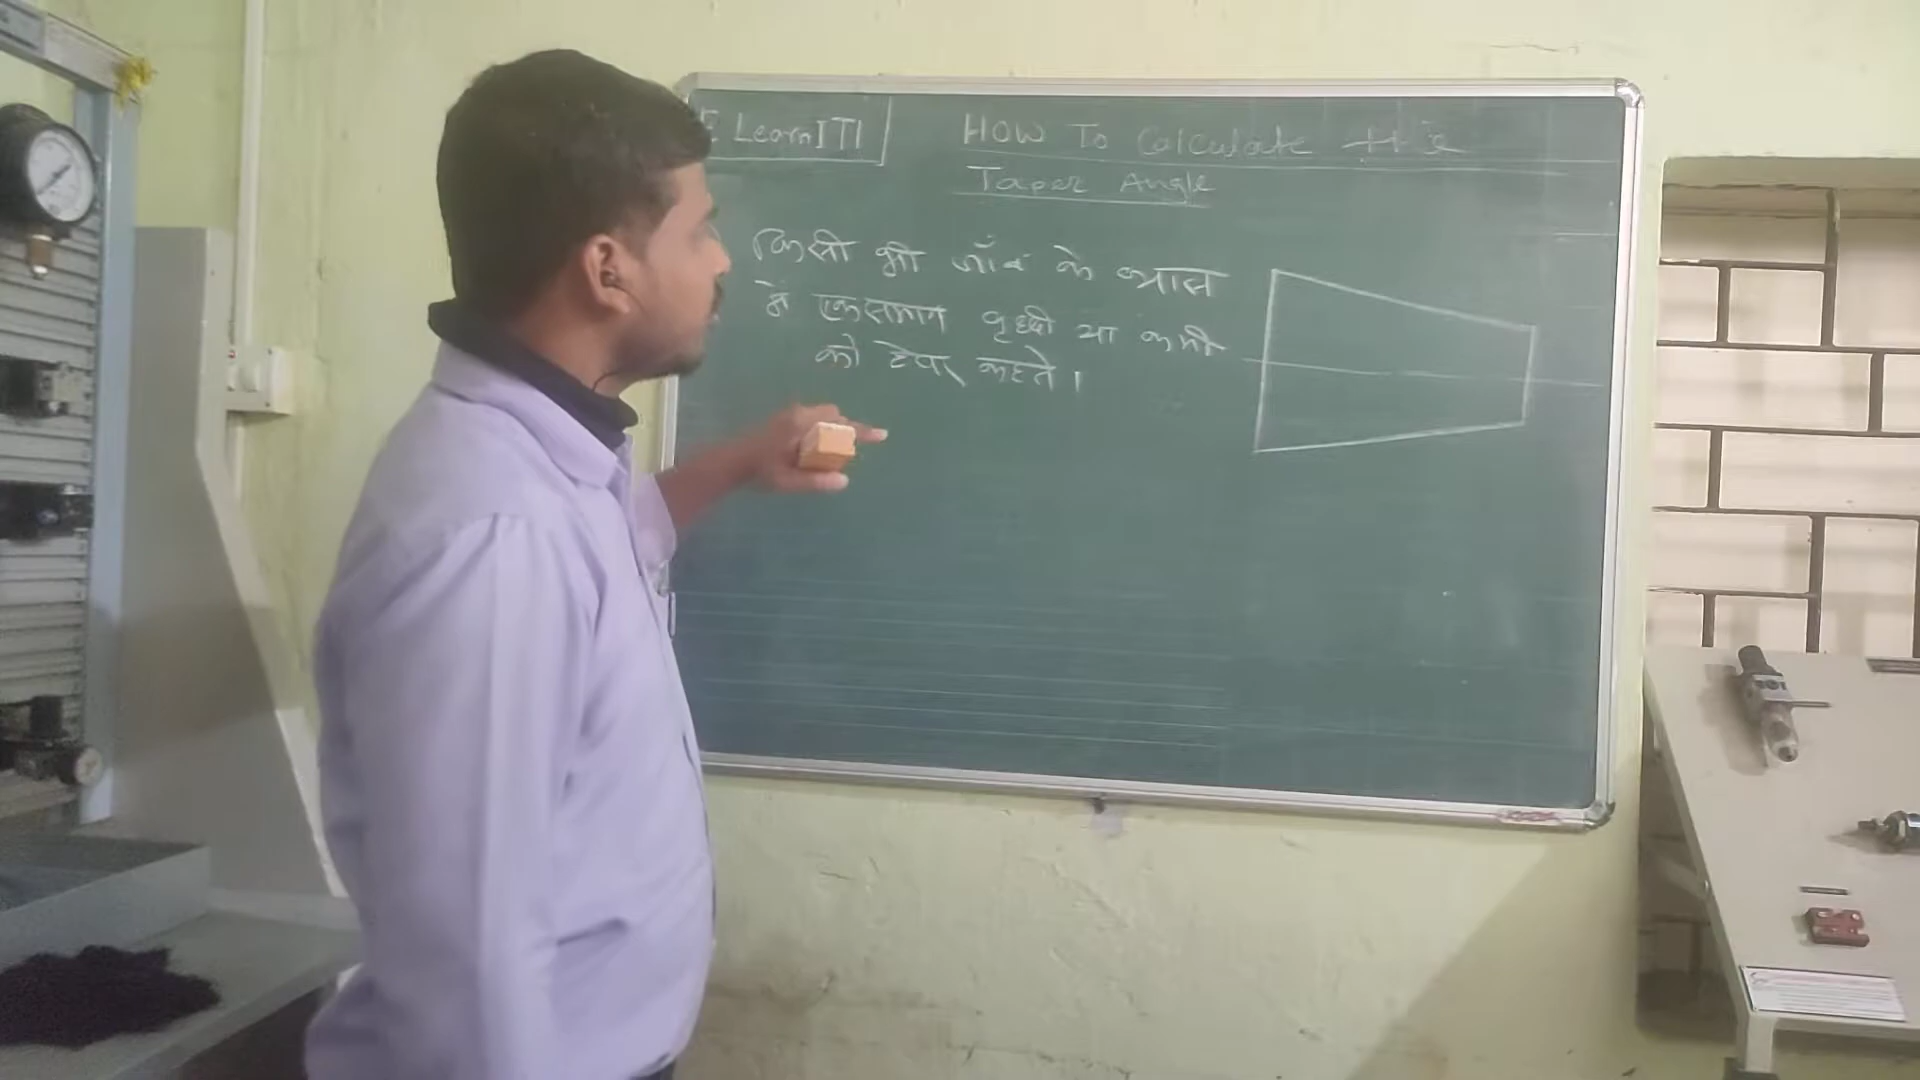 E LearnITI
HOW To Calculate the
Taper Angle
किसी भी जॉब के व्यास
में एकसमान वृध्दी या कमी
को टेपर कहते ।